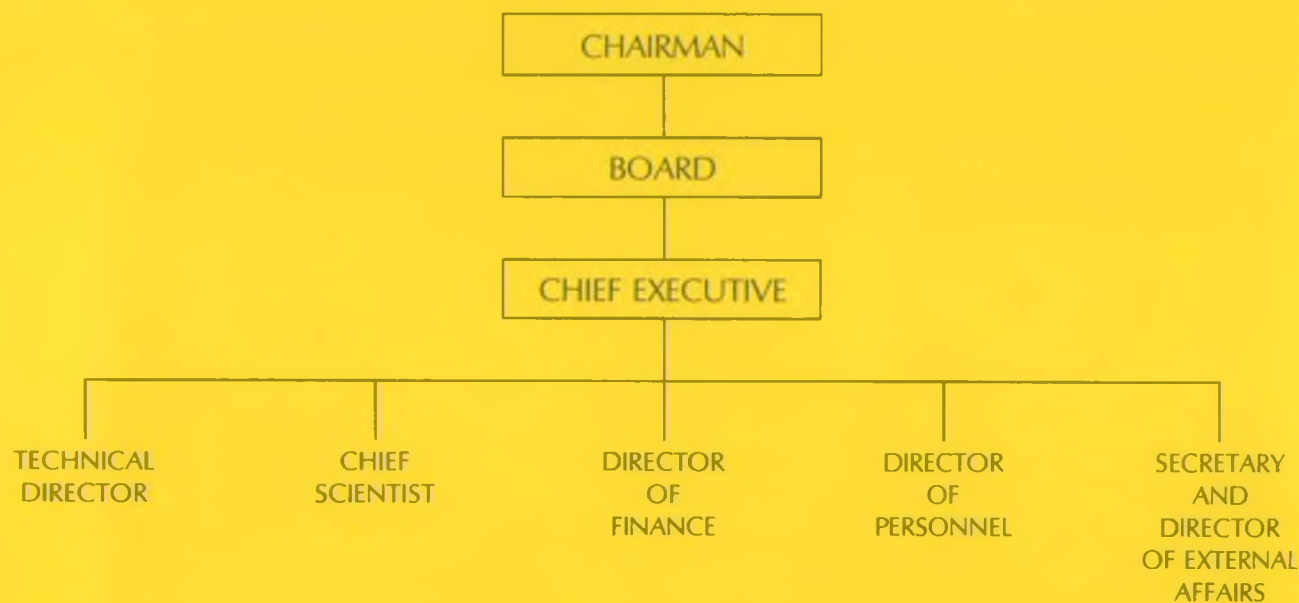 CHAIRMAN
BOARD
CHIEF EXECUTIVE
TECHNICAL
DIRECTOR
CHIEF
SCIENTIST
DIRECTOR
OF
FINANCE
DIRECTOR
OF
PERSONNEL
SECRETARY
AND
DIRECTOR
OF EXTERNAL
AFFAIRS